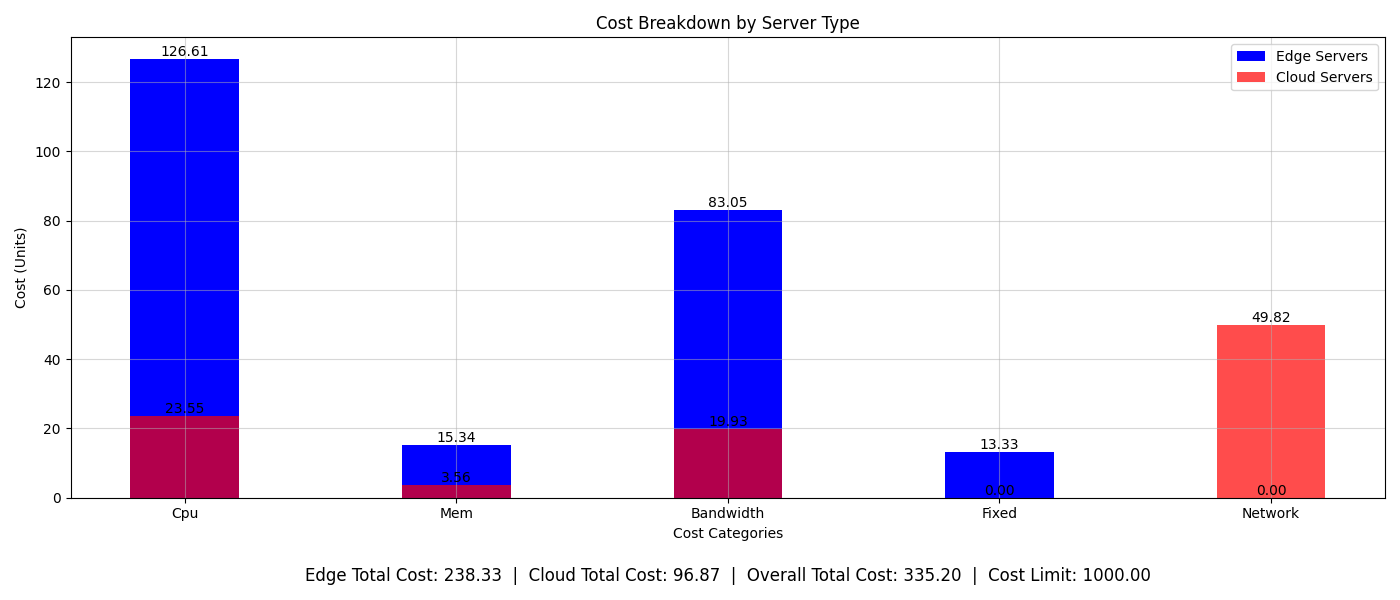 Cost Breakdown by Server Type
Edge Servers
Cloud Servers
Cost (Units)
120
100
80
60
40
20
0
126.61
23.55
15.34
3.56
83.05
19.93
13.33
0.00
49.82
0.00
Cpu
Mem
Bandwidth
Fixed
Network
Cost Categories
Edge Total Cost: 238.33 | Cloud Total Cost: 96.87 | Overall Total Cost: 335.20 | Cost Limit: 1000.00